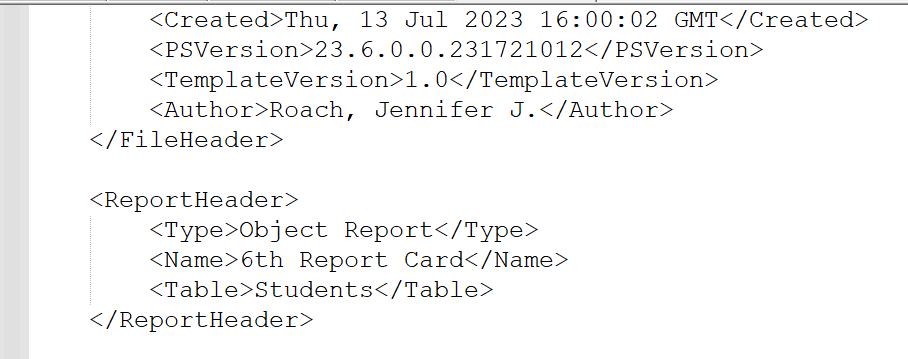 <Created>Thu, 13 Jul 2023 16:00:02 GMT</Created>
<PSVersion>23.6.0.0.231721012</PSVersion>
<TemplateVersion>1.0</TemplateVersion>
<Author>Roach, Jennifer J.</Author>
</FileHeader>
<ReportHeader>
<Type>Object Report</Type>
<Name>6th Report Card</Name>
<Table>Students</Table>
</ReportHeader>